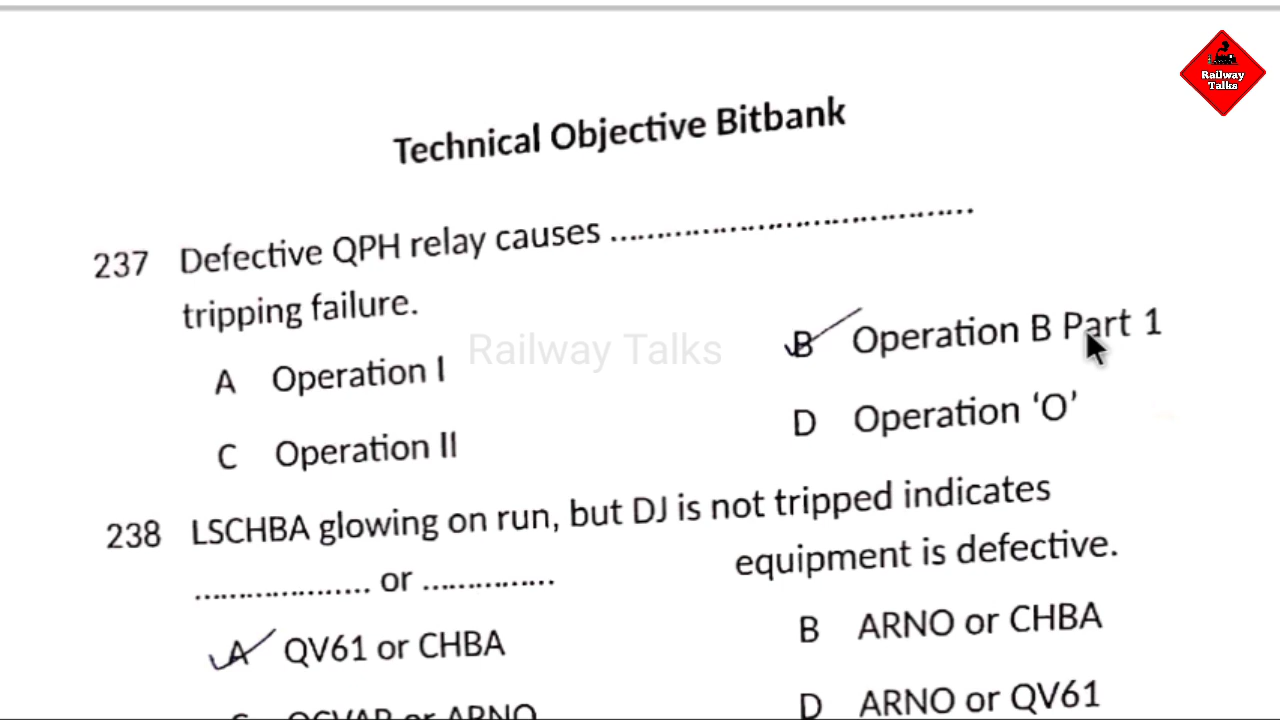 Railway
Talks
Technical Objective Bitbank
237 Defective QPH relay causes ..........................................
tripping failure.
A Operation I
B Operation B Part 1
C Operation II
D Operation ‘O’
Railway Talks
238 LSCHBA glowing on run, but DJ is not tripped indicates
.................... or ............... equipment is defective.
A QV61 or CHBA
B ARNO or CHBA
or ARNO
D ARNO or QV61